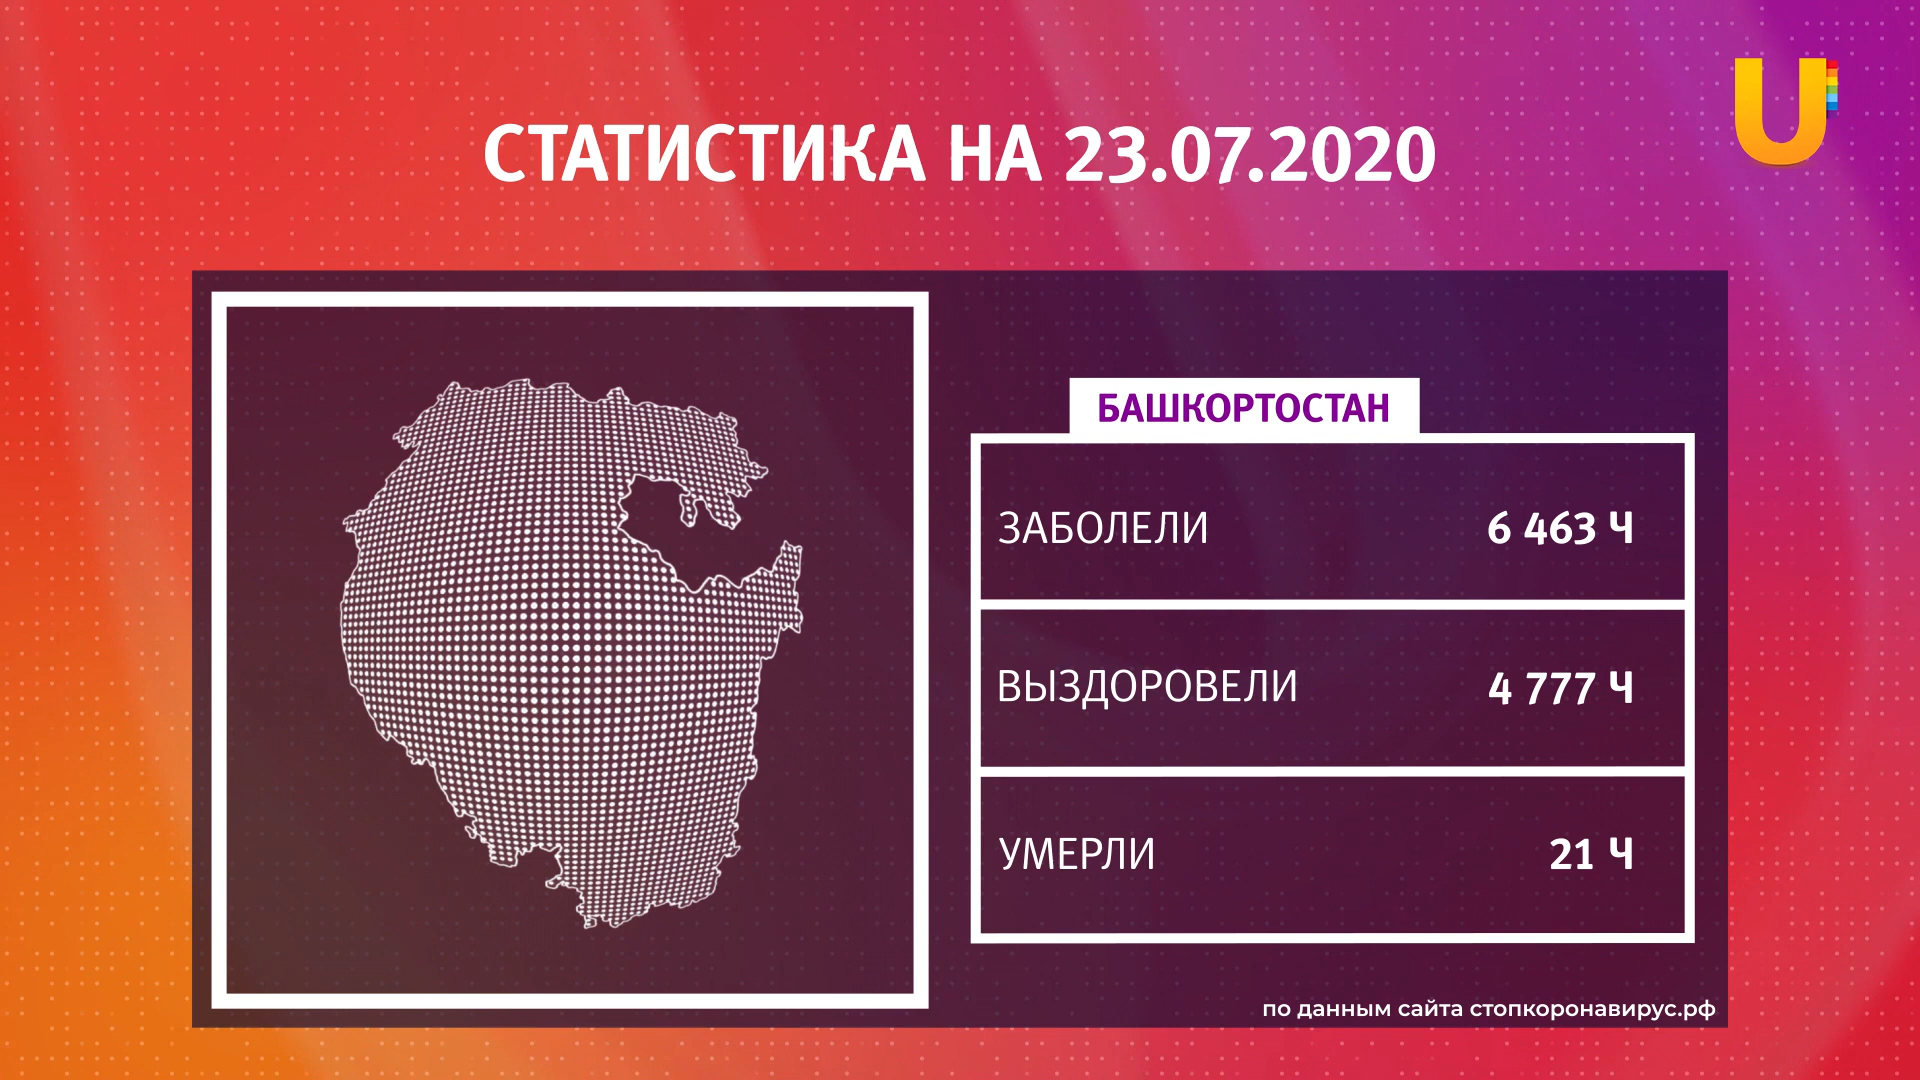 СТАТИСТИКА НА 23.07.2020
U
БАШКОРТОСТАН
ЗАБОЛЕЛИ 6 463 Ч
ВЫЗДОРОВЕЛИ 4 777 Ч
УМЕРЛИ 21 Ч
по данным сайта стопкоронавирус.рф